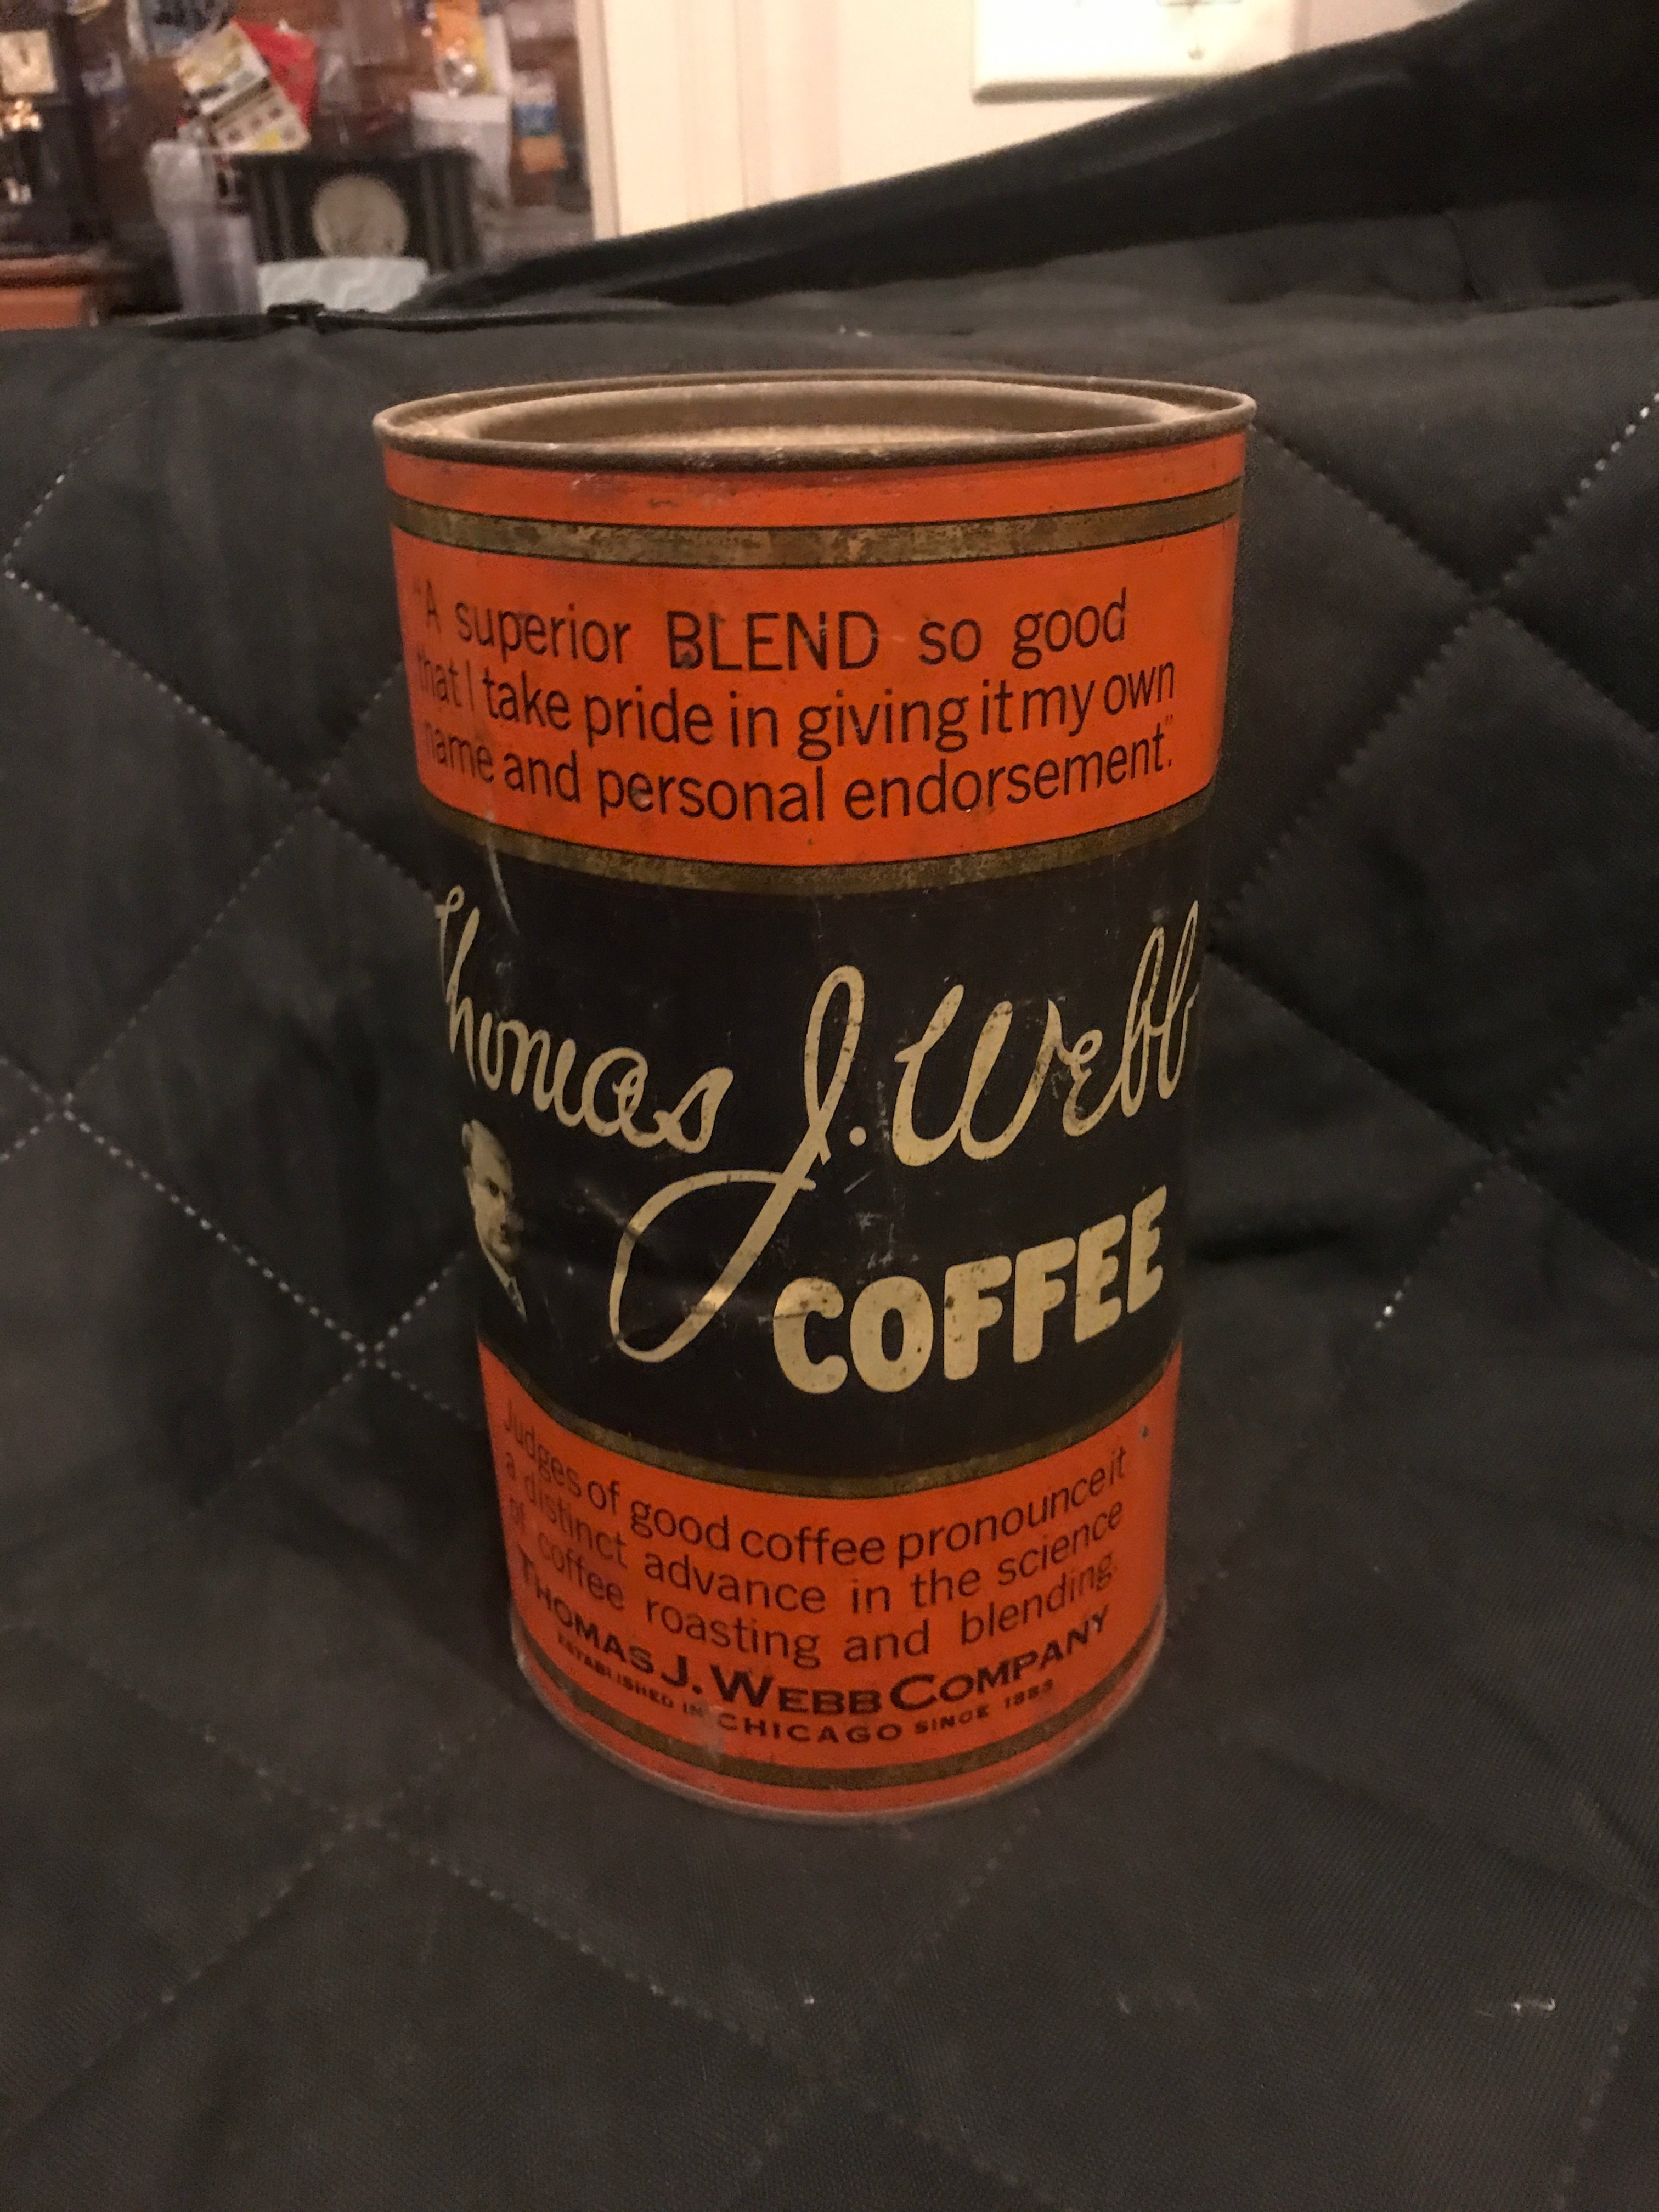 "A superior BLEND so good
that I take pride in giving it my own
name and personal endorsement."
Thomas J. Webb
COFFEE
Judges of good coffee pronounce it
a distinct advance in the science
of coffee roasting and blending.
THOMAS J. WEBB COMPANY
ESTABLISHED IN CHICAGO SINCE 1883